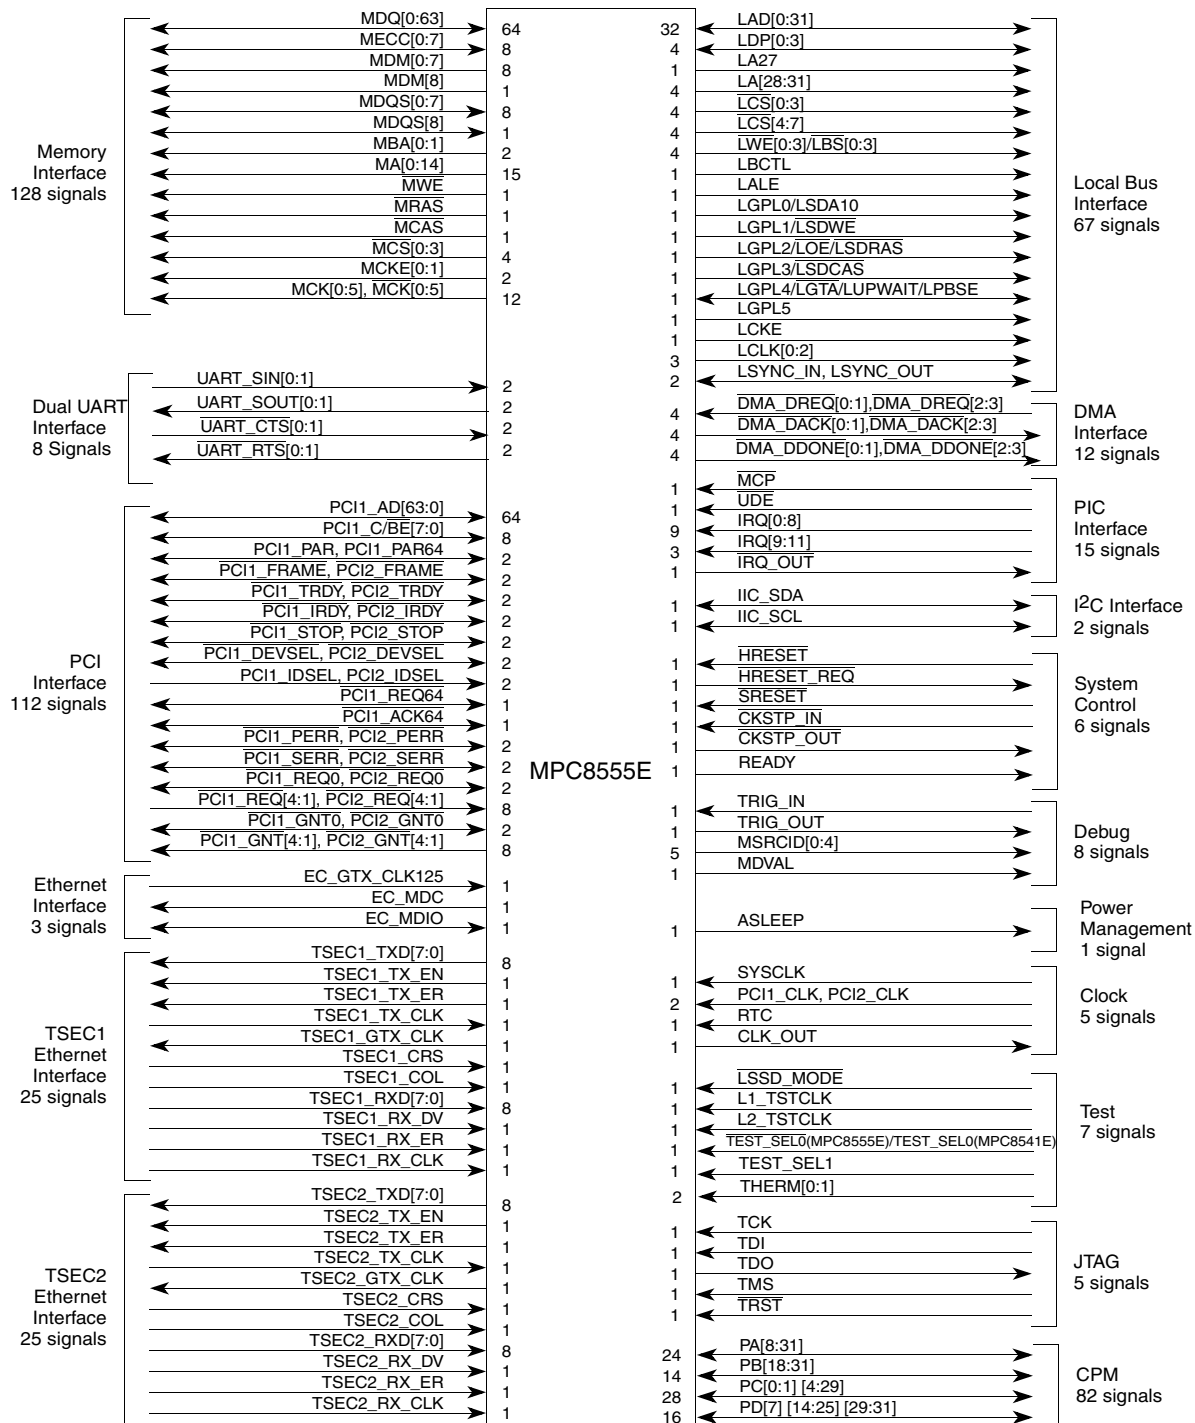 MDQ[0:63]
64
MECC[0:7]
8
MDM[0:7]
8
MDM[8]
1
MDQS[0:7]
8
MDQS[8]
1
MBA[0:1]
2
MA[0:14]
15
MWE
1
MRAS
1
MCAS
1
MCS[0:3]
4
MCKE[0:1]
2
MCK[0:5], MCK[0:5]
12
Memory
Interface
128 signals
UART_SIN[0:1]
2
UART_SOUT[0:1]
2
UART_CTS[0:1]
2
UART_RTS[0:1]
2
Dual UART
Interface
8 Signals
PCI1_AD[63:0]
64
PCI1_C/BE[7:0]
8
PCI1_PAR, PCI1_PAR64
2
PCI1_FRAME, PCI2_FRAME
2
PCI1_TRDY, PCI2_TRDY
2
PCI1_IRDY, PCI2_IRDY
2
PCI1_STOP, PCI2_STOP
2
PCI1_DEVSEL, PCI2_DEVSEL
2
PCI1_IDSEL, PCI2_IDSEL
2
PCI1_REQ64
1
PCI1_ACK64
1
PCI1_PERR, PCI2_PERR
2
PCI1_SERR, PCI2_SERR
2
PCI1_REQ0, PCI2_REQ0
2
PCI1_REQ[4:1], PCI2_REQ[4:1]
8
PCI1_GNT0, PCI2_GNT0
2
PCI1_GNT[4:1], PCI2_GNT[4:1]
8
PCI
Interface
112 signals
EC_GTX_CLK125
1
EC_MDC
1
EC_MDIO
1
Ethernet
Interface
3 signals
TSEC1_TXD[7:0]
8
TSEC1_TX_EN
1
TSEC1_TX_ER
1
TSEC1_TX_CLK
1
TSEC1_GTX_CLK
1
TSEC1_CRS
1
TSEC1_COL
1
TSEC1_RXD[7:0]
8
TSEC1_RX_DV
1
TSEC1_RX_ER
1
TSEC1_RX_CLK
1
TSEC1
Ethernet
Interface
25 signals
TSEC2_TXD[7:0]
8
TSEC2_TX_EN
1
TSEC2_TX_ER
1
TSEC2_TX_CLK
1
TSEC2_GTX_CLK
1
TSEC2_CRS
1
TSEC2_COL
1
TSEC2_RXD[7:0]
8
TSEC2_RX_DV
1
TSEC2_RX_ER
1
TSEC2_RX_CLK
1
TSEC2
Ethernet
Interface
25 signals
MPC8555E
32
LAD[0:31]
4
LDP[0:3]
1
LA27
4
LA[28:31]
4
LCS[0:3]
4
LCS[4:7]
4
LWE[0:3]/LBS[0:3]
1
LBCTL
1
LALE
1
LGPL0/LSDA10
1
LGPL1/LSDWE
1
LGPL2/LOE/LSDRAS
1
LGPL3/LSDCAS
1
LGPL4/LGTA/LUPWAIT/LPBSE
1
LGPL5
1
LCKE
3
LCLK[0:2]
2
LSYNC_IN, LSYNC_OUT
Local Bus
Interface
67 signals
4
DMA_DREQ[0:1],DMA_DREQ[2:3]
4
DMA_DACK[0:1],DMA_DACK[2:3]
4
DMA_DDONE[0:1],DMA_DDONE[2:3]
DMA
Interface
12 signals
1
MCP
1
UDE
9
IRQ[0:8]
3
IRQ[9:11]
1
IRQ_OUT
PIC
Interface
15 signals
1
IIC_SDA
1
IIC_SCL
I2C Interface
2 signals
1
HRESET
1
HRESET_REQ
1
SRESET
1
CKSTP_IN
1
CKSTP_OUT
1
READY
System
Control
6 signals
1
TRIG_IN
1
TRIG_OUT
5
MSRCID[0:4]
1
MDVAL
Debug
8 signals
1
ASLEEP
Power
Management
1 signal
1
SYSCLK
2
PCI1_CLK, PCI2_CLK
1
RTC
1
CLK_OUT
Clock
5 signals
1
LSSD_MODE
1
L1_TSTCLK
1
L2_TSTCLK
1
TEST_SEL0(MPC8555E)/TEST_SEL0(MPC8541E)
1
TEST_SEL1
2
THERM[0:1]
Test
7 signals
1
TCK
1
TDI
1
TDO
1
TMS
1
TRST
JTAG
5 signals
24
PA[8:31]
14
PB[18:31]
28
PC[0:1] [4:29]
16
PD[7] [14:25] [29:31]
CPM
82 signals